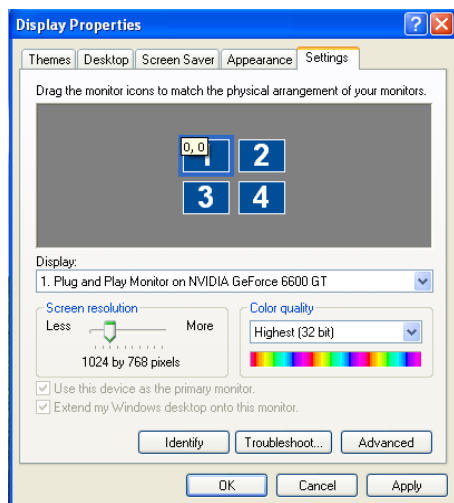 Display Properties
Themes Desktop Screen Saver Appearance Settings
Drag the monitor icons to match the physical arrangement of your monitors.
0, 0
1 2
3 4
Display:
1. Plug and Play Monitor on NVIDIA GeForce 6600 GT
Screen resolution
Less More
1024 by 768 pixels
Color quality
Highest (32 bit)
Use this device as the primary monitor.
Extend my Windows desktop onto this monitor.
Identify Troubleshoot... Advanced
OK Cancel Apply